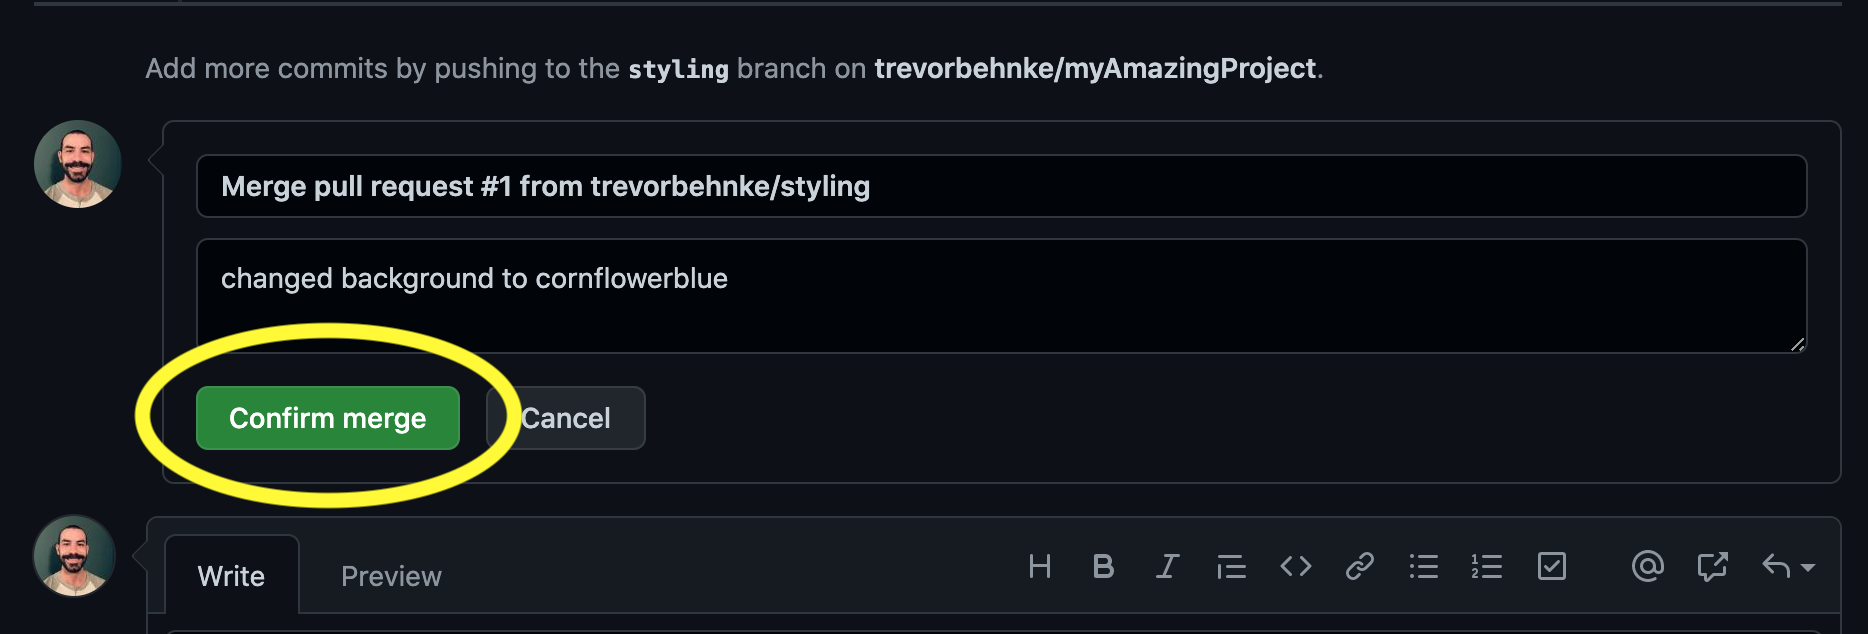 Add more commits by pushing to the styling branch on trevorbehnke/myAmazingProject.
Merge pull request #1 from trevorbehnke/styling
changed background to cornflowerblue
Confirm merge Cancel
Write Preview